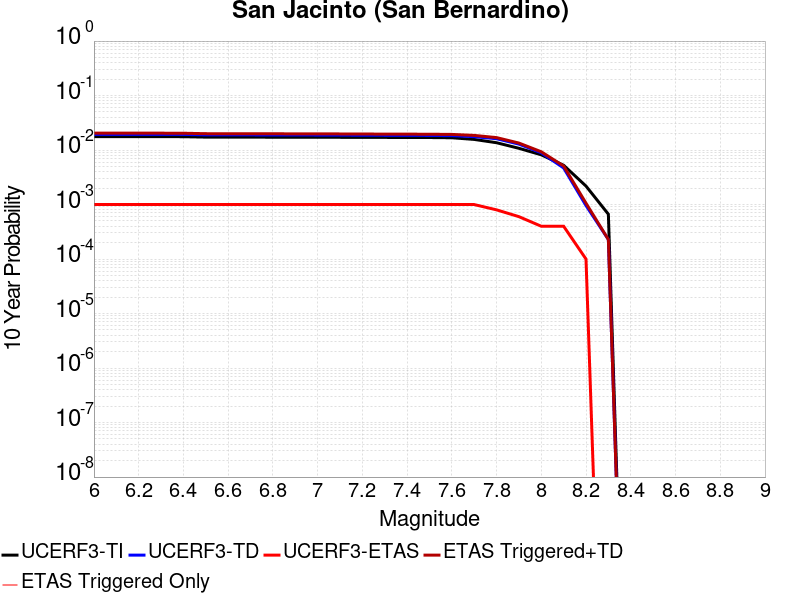 San Jacinto (San Bernardino)
10^0
10^-1
10^-2
10^-3
10^-4
10^-5
10^-6
10^-7
10^-8
10 Year Probability
6 6.2 6.4 6.6 6.8 7 7.2 7.4 7.6 7.8 8 8.2 8.4 8.6 8.8 9
Magnitude
UCERF3-TI UCERF3-TD UCERF3-ETAS ETAS Triggered+TD
ETAS Triggered Only